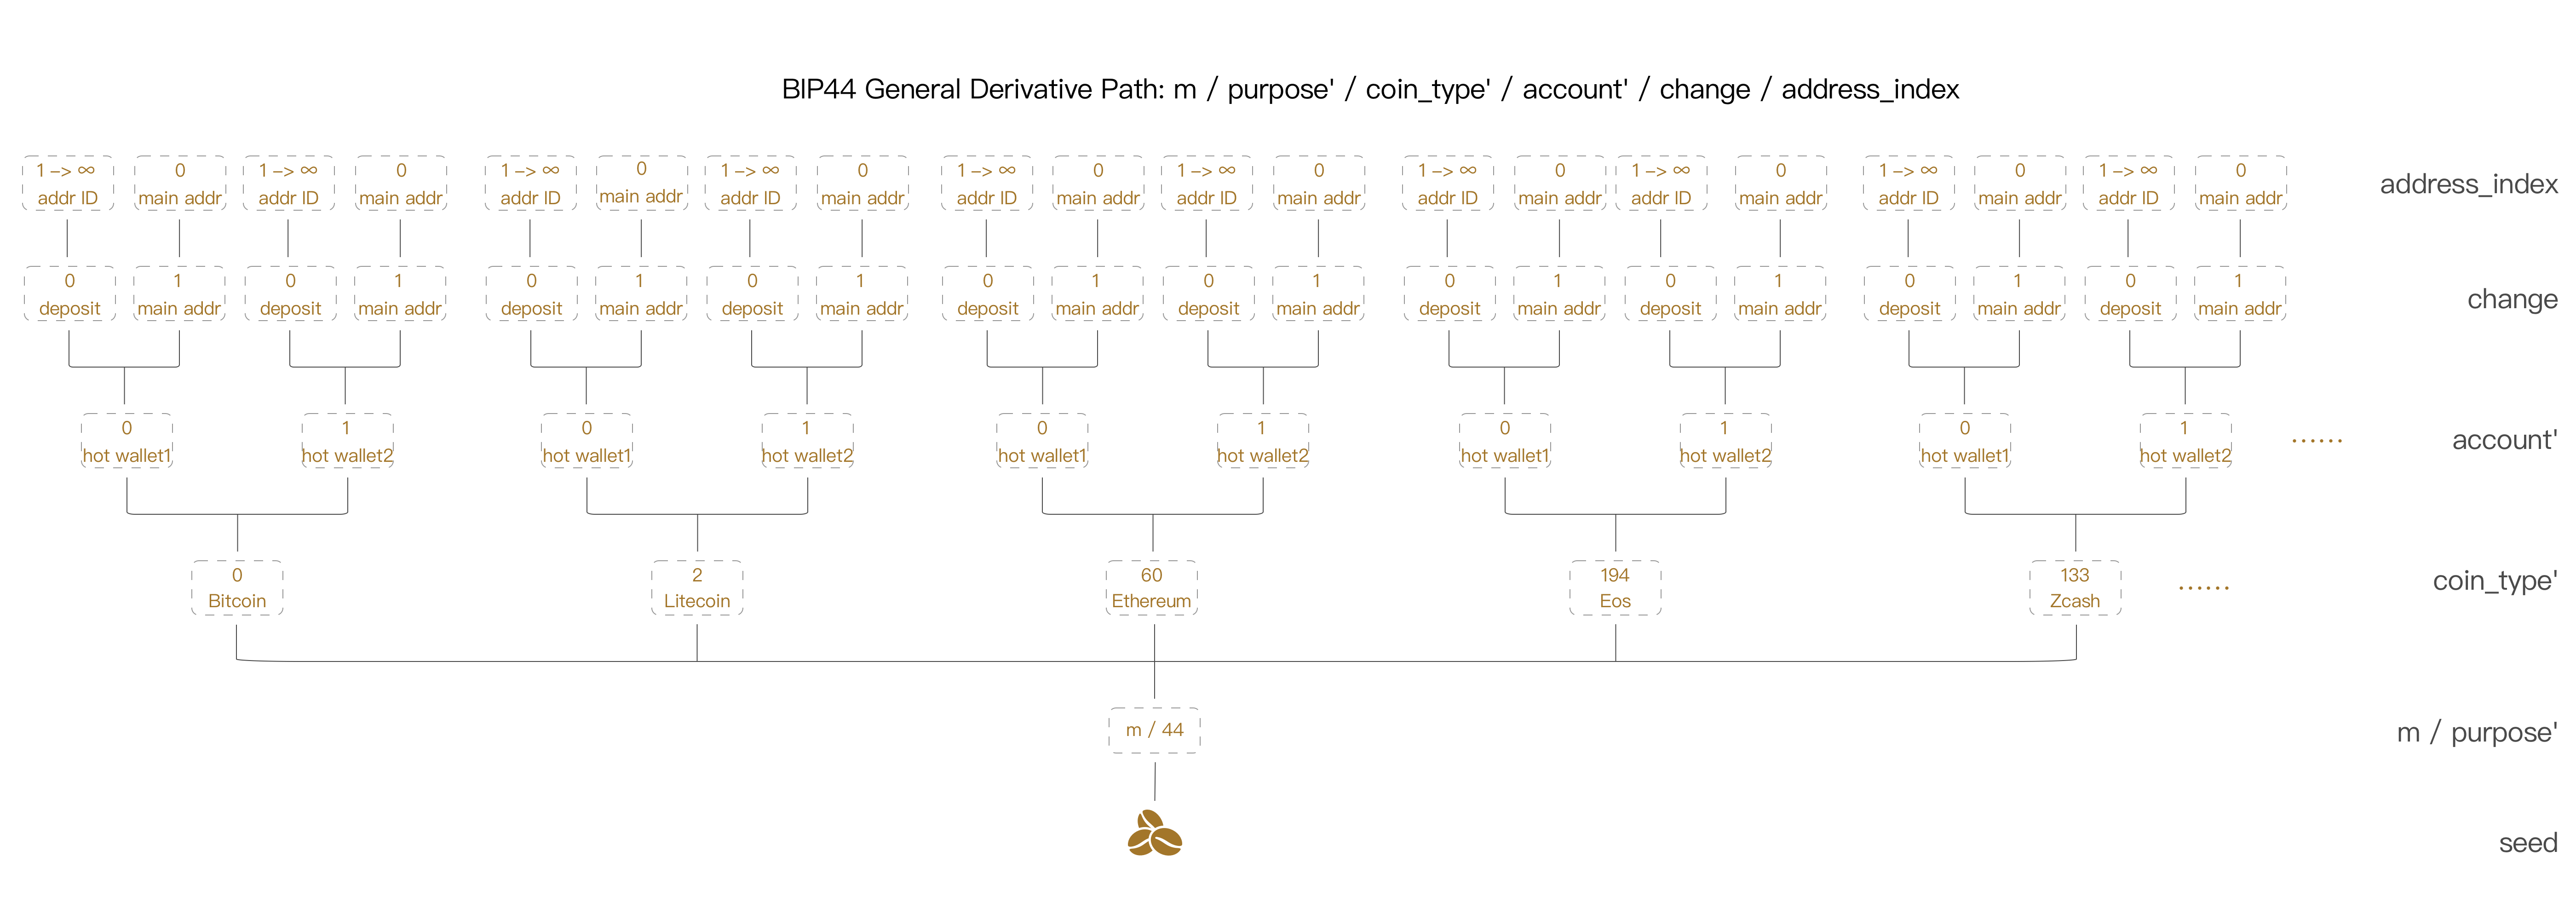 BIP44 General Derivative Path: m / purpose' / coin_type' / account' / change / address_index
1 –> ∞ 0 1 –> ∞ 0 1 –> ∞ 0 1 –> ∞ 0 1 –> ∞ 0 1 –> ∞ 0 1 –> ∞ 0 1 –> ∞ 0 1 –> ∞ 0 1 –> ∞ 0
addr ID main addr addr ID main addr addr ID main addr addr ID main addr addr ID main addr addr ID main addr addr ID main addr addr ID main addr addr ID main addr addr ID main addr
address_index
0 1 0 1 0 1 0 1 0 1 0 1 0 1 0 1 0 1 0 1
deposit main addr deposit main addr deposit main addr deposit main addr deposit main addr deposit main addr deposit main addr deposit main addr deposit main addr deposit main addr
change
0 1 0 1 0 1 0 1 0 1
hot wallet1 hot wallet2 hot wallet1 hot wallet2 hot wallet1 hot wallet2 hot wallet1 hot wallet2 hot wallet1 hot wallet2
······ account'
0 2 60 194 133
Bitcoin Litecoin Ethereum Eos Zcash
······ coin_type'
m / 44 m / purpose'
seed